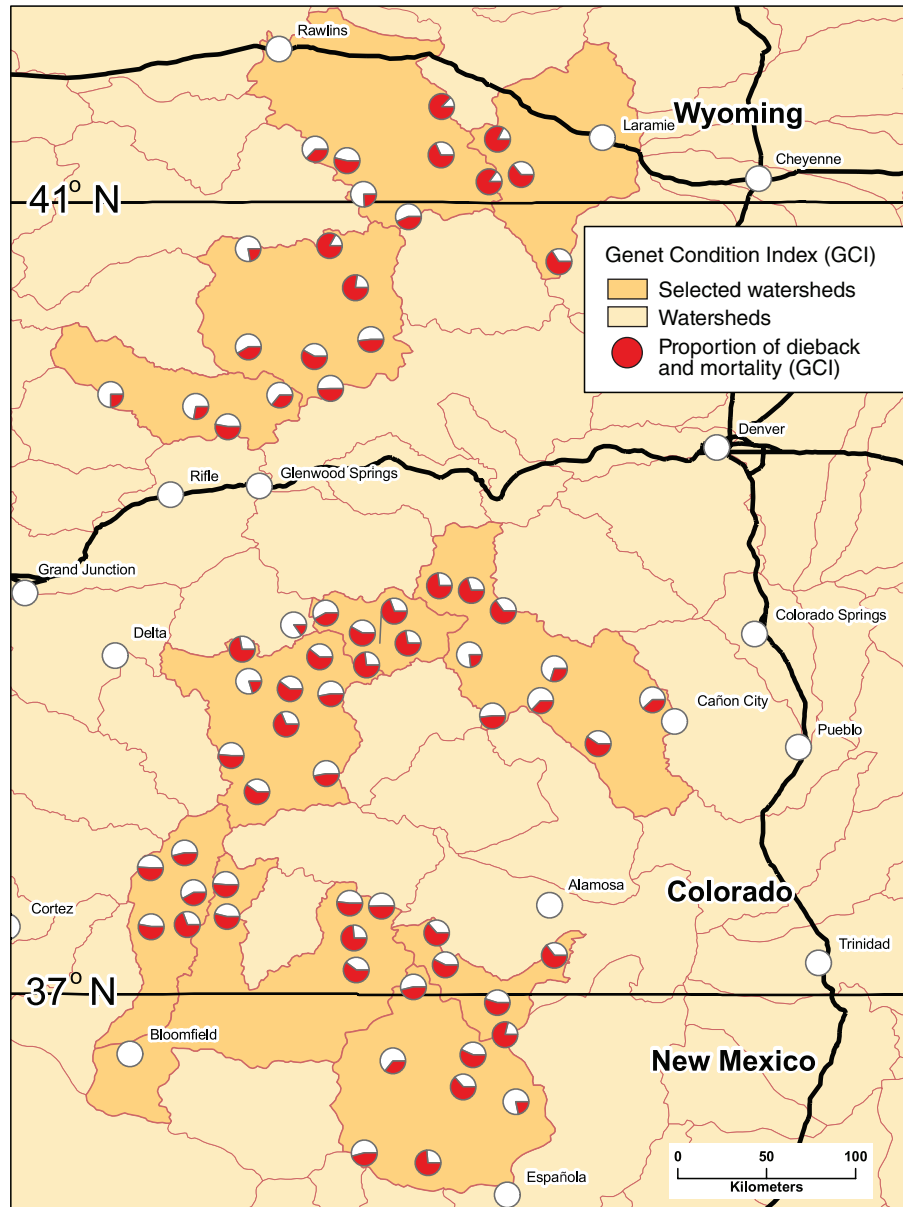 Rawlins
Wyoming
Laramie
Cheyenne
41° N
Genet Condition Index (GCI)
Selected watersheds
Watersheds
Proportion of dieback
and mortality (GCI)
Denver
Glenwood Springs
Rifle
Grand Junction
Delta
Colorado Springs
Cañon City
Pueblo
Alamosa
Colorado
Cortez
Trinidad
37° N
Bloomfield
New Mexico
Española
0 50 100
Kilometers